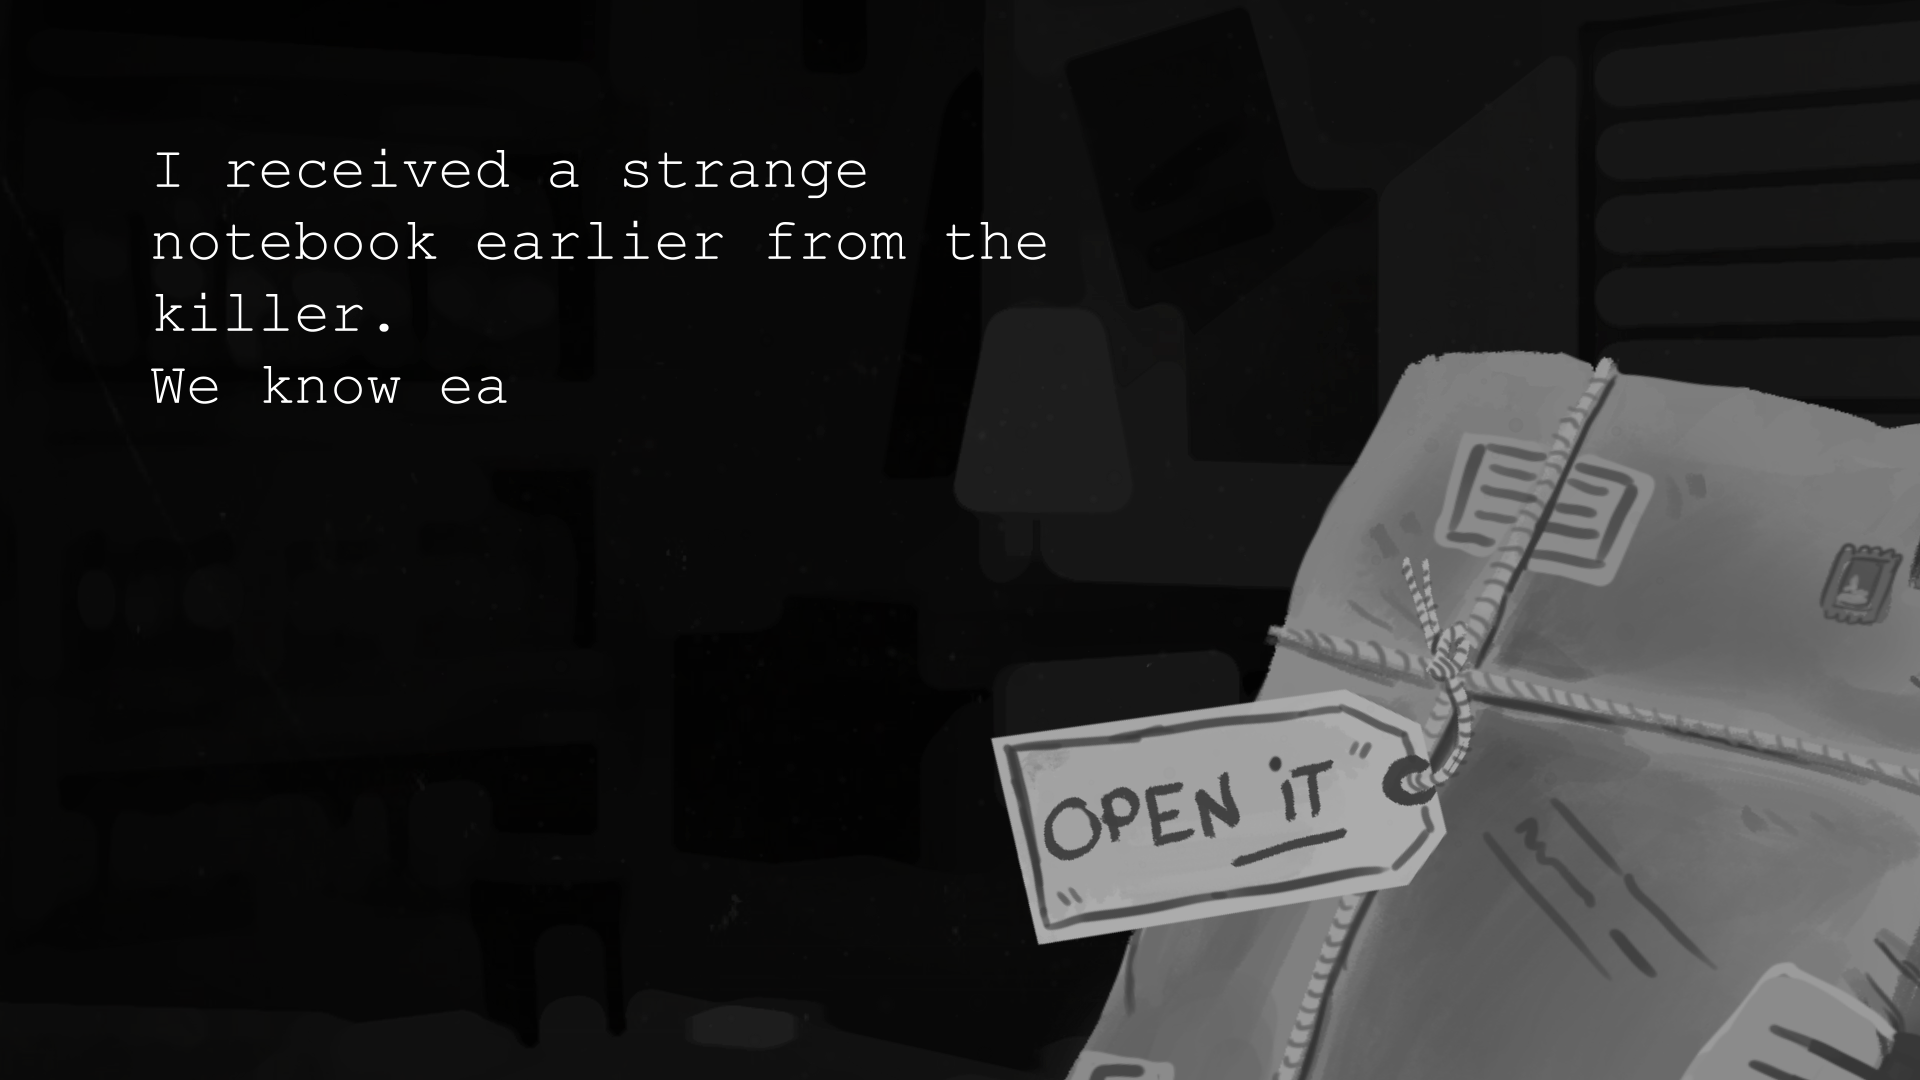 I received a strange
notebook earlier from the
killer.
We know ea
OPEN iT